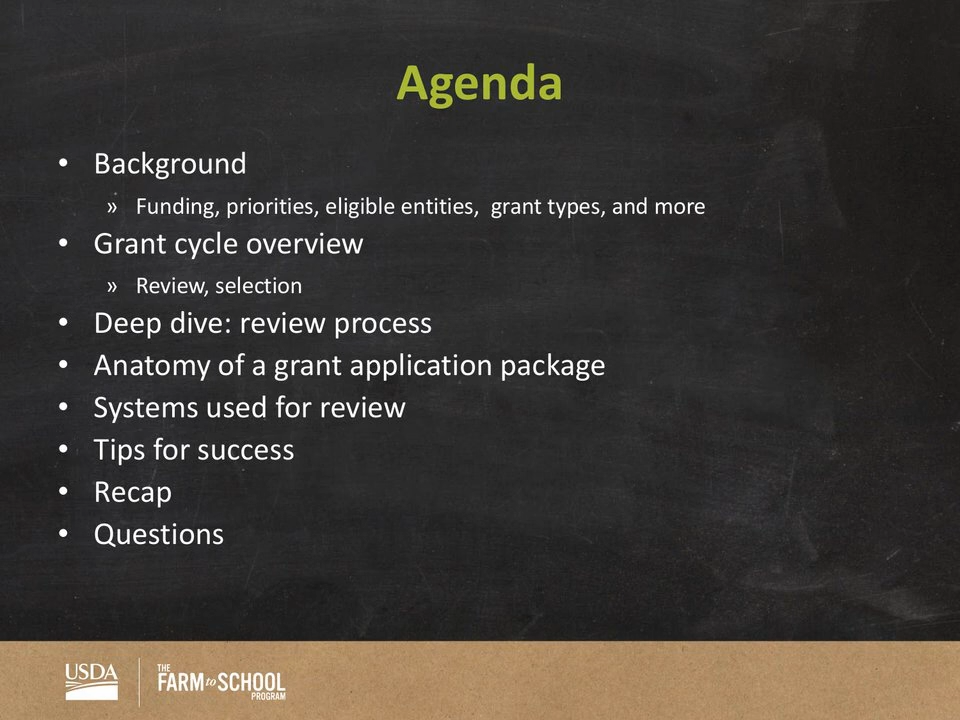 Agenda
• Background
» Funding, priorities, eligible entities,  grant types, and more
• Grant cycle overview
» Review, selection
• Deep dive: review process
• Anatomy of a grant application package
• Systems used for review
• Tips for success
• Recap
• Questions
USDA
THE
FARM to SCHOOL
PROGRAM